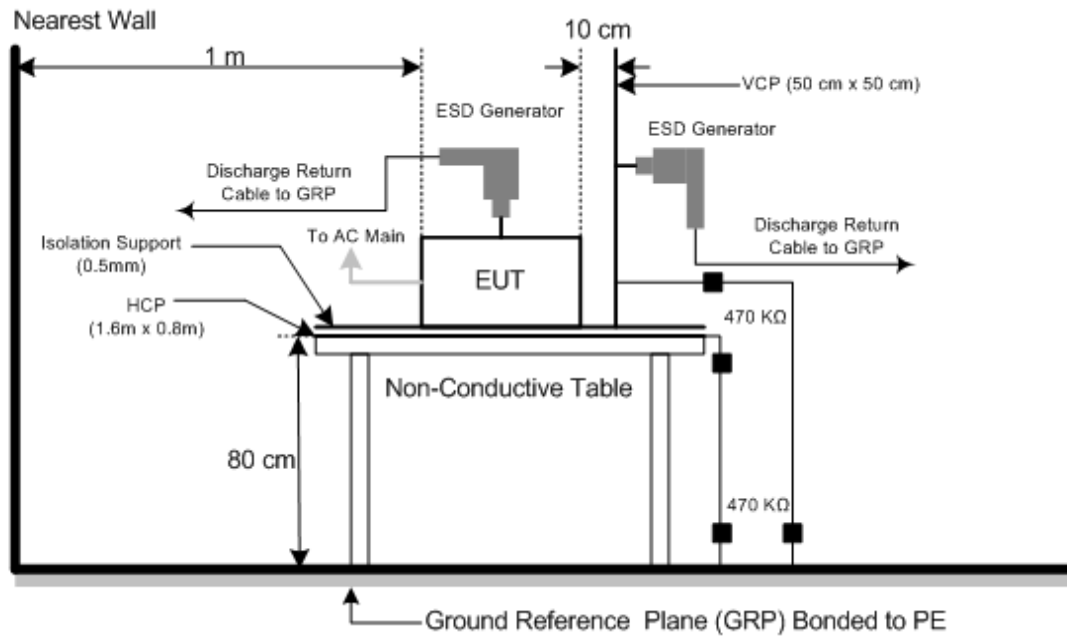 Nearest Wall
10 cm
1 m
VCP (50 cm x 50 cm)
ESD Generator
ESD Generator
Discharge Return
Cable to GRP
Discharge Return
Cable to GRP
To AC Main
Isolation Support
(0.5mm)
EUT
HCP
(1.6m x 0.8m)
470 KΩ
Non-Conductive Table
80 cm
470 KΩ
Ground Reference Plane (GRP) Bonded to PE